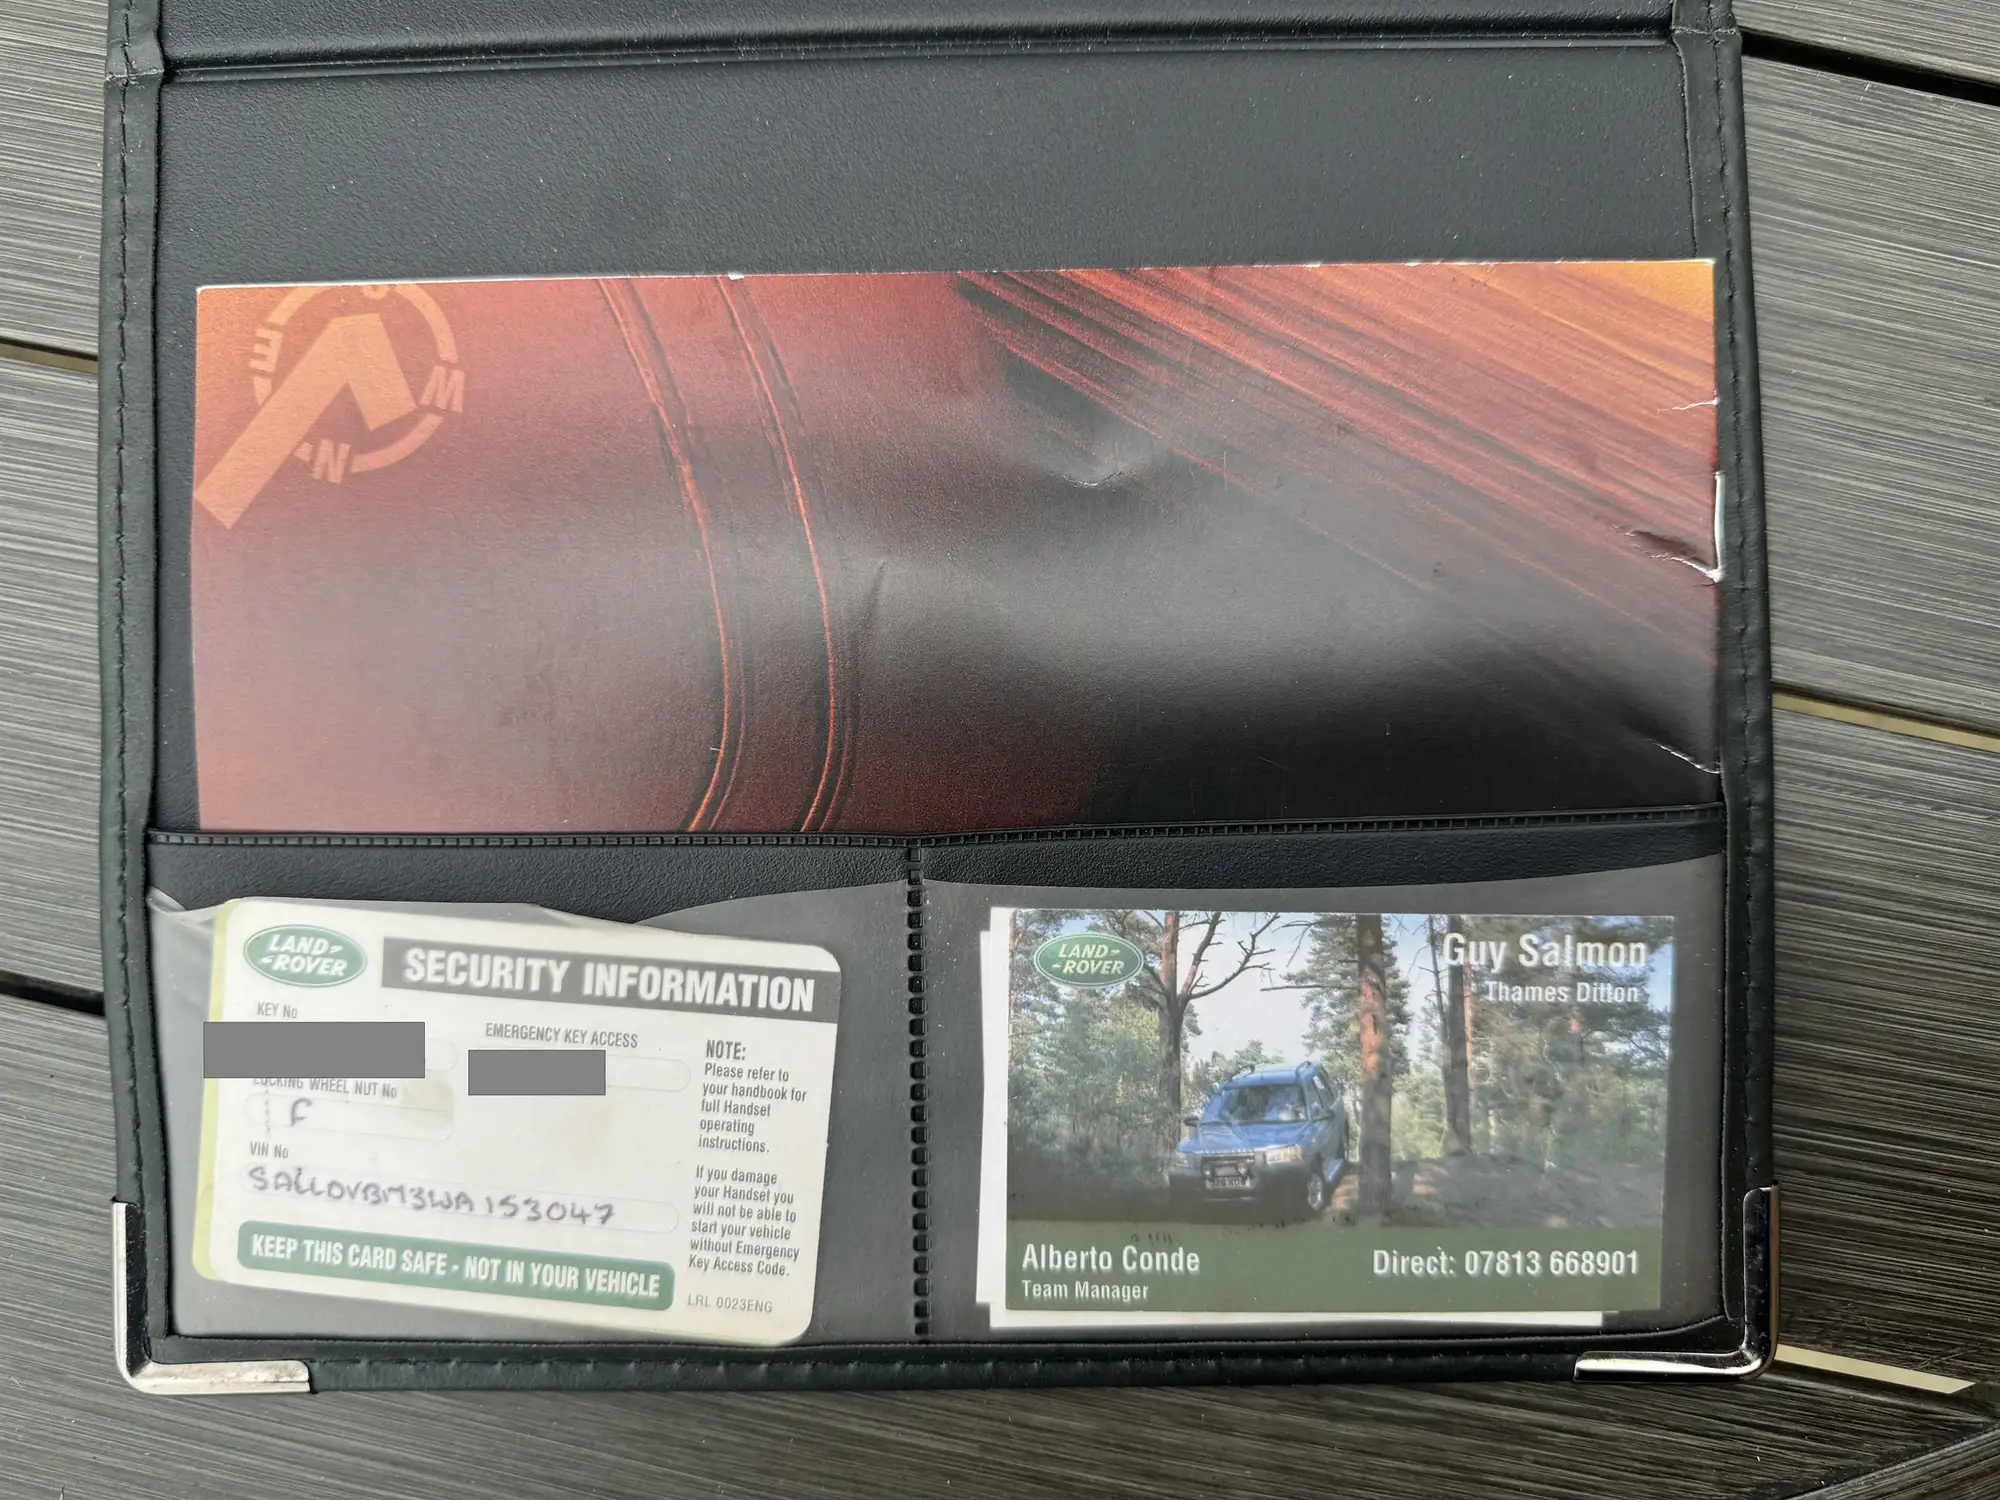 E
W
N
LAND-
-ROVER
SECURITY INFORMATION
KEY No
EMERGENCY KEY ACCESS
LOCKING WHEEL NUT No
F
VIN No
SALLDVBM3WA153047
KEEP THIS CARD SAFE - NOT IN YOUR VEHICLE
NOTE:
Please refer to
your handbook for
full Handset
operating
instructions.
If you damage
your Handset you
will not be able to
start your vehicle
without Emergency
Key Access Code.
LRL 0023ENG
LAND-
-ROVER
Guy Salmon
Thames Ditton
Alberto Conde
Team Manager
Direct: 07813 668901